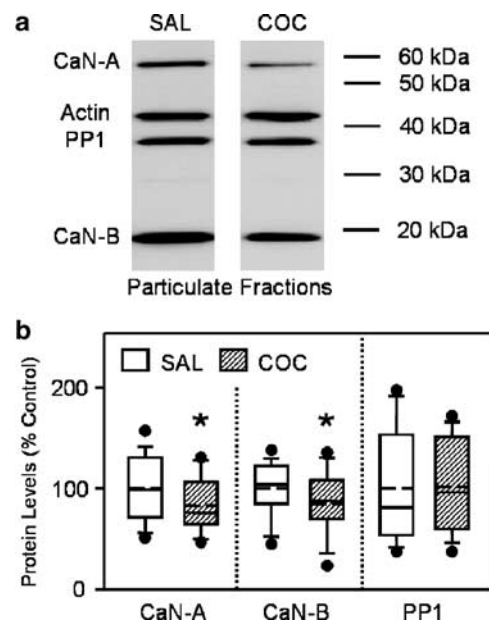 a
SAL COC
CaN-A
Actin
PP1
CaN-B
60 kDa
50 kDa
40 kDa
30 kDa
20 kDa
Particulate Fractions
b
SAL COC
Protein Levels (% Control)
200
100
0
* *
CaN-A CaN-B PP1